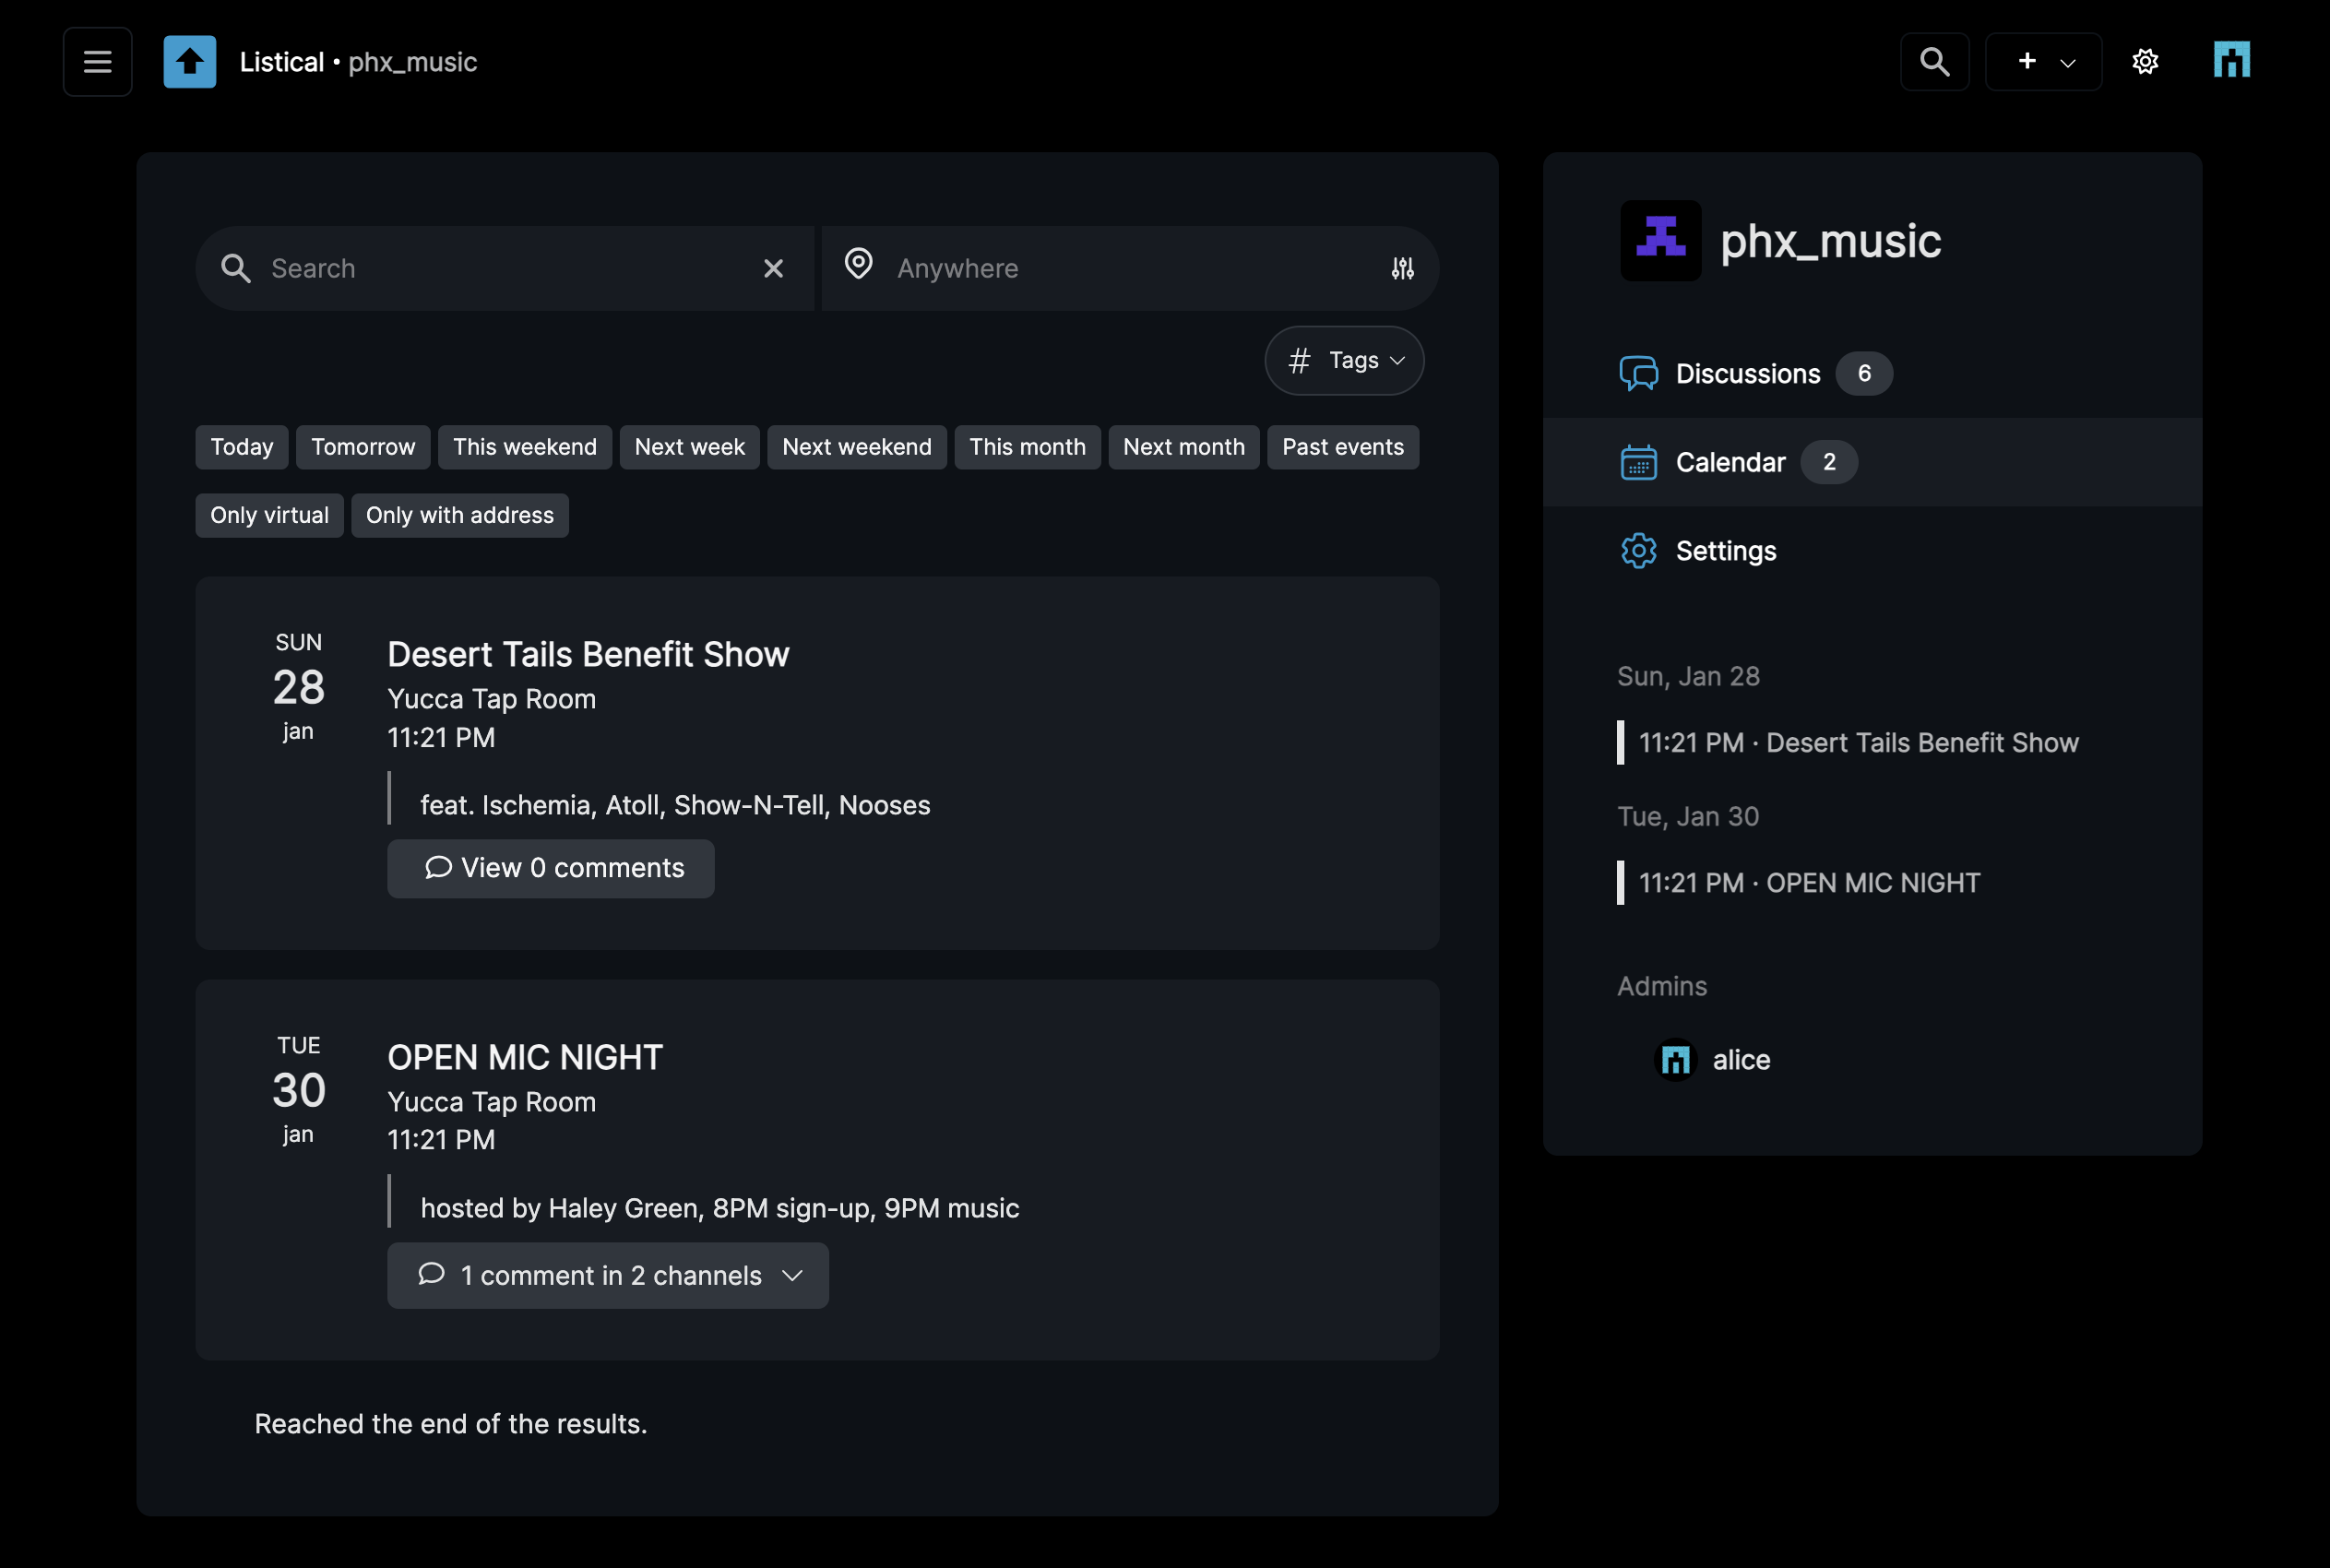 Listical • phx_music
Search
Anywhere
# Tags
Today Tomorrow This weekend Next week Next weekend This month Next month Past events
Only virtual Only with address
SUN
28
jan
Desert Tails Benefit Show
Yucca Tap Room
11:21 PM
feat. Ischemia, Atoll, Show-N-Tell, Nooses
View 0 comments
TUE
30
jan
OPEN MIC NIGHT
Yucca Tap Room
11:21 PM
hosted by Haley Green, 8PM sign-up, 9PM music
1 comment in 2 channels
Reached the end of the results.
phx_music
Discussions 6
Calendar 2
Settings
Sun, Jan 28
11:21 PM · Desert Tails Benefit Show
Tue, Jan 30
11:21 PM · OPEN MIC NIGHT
Admins
alice